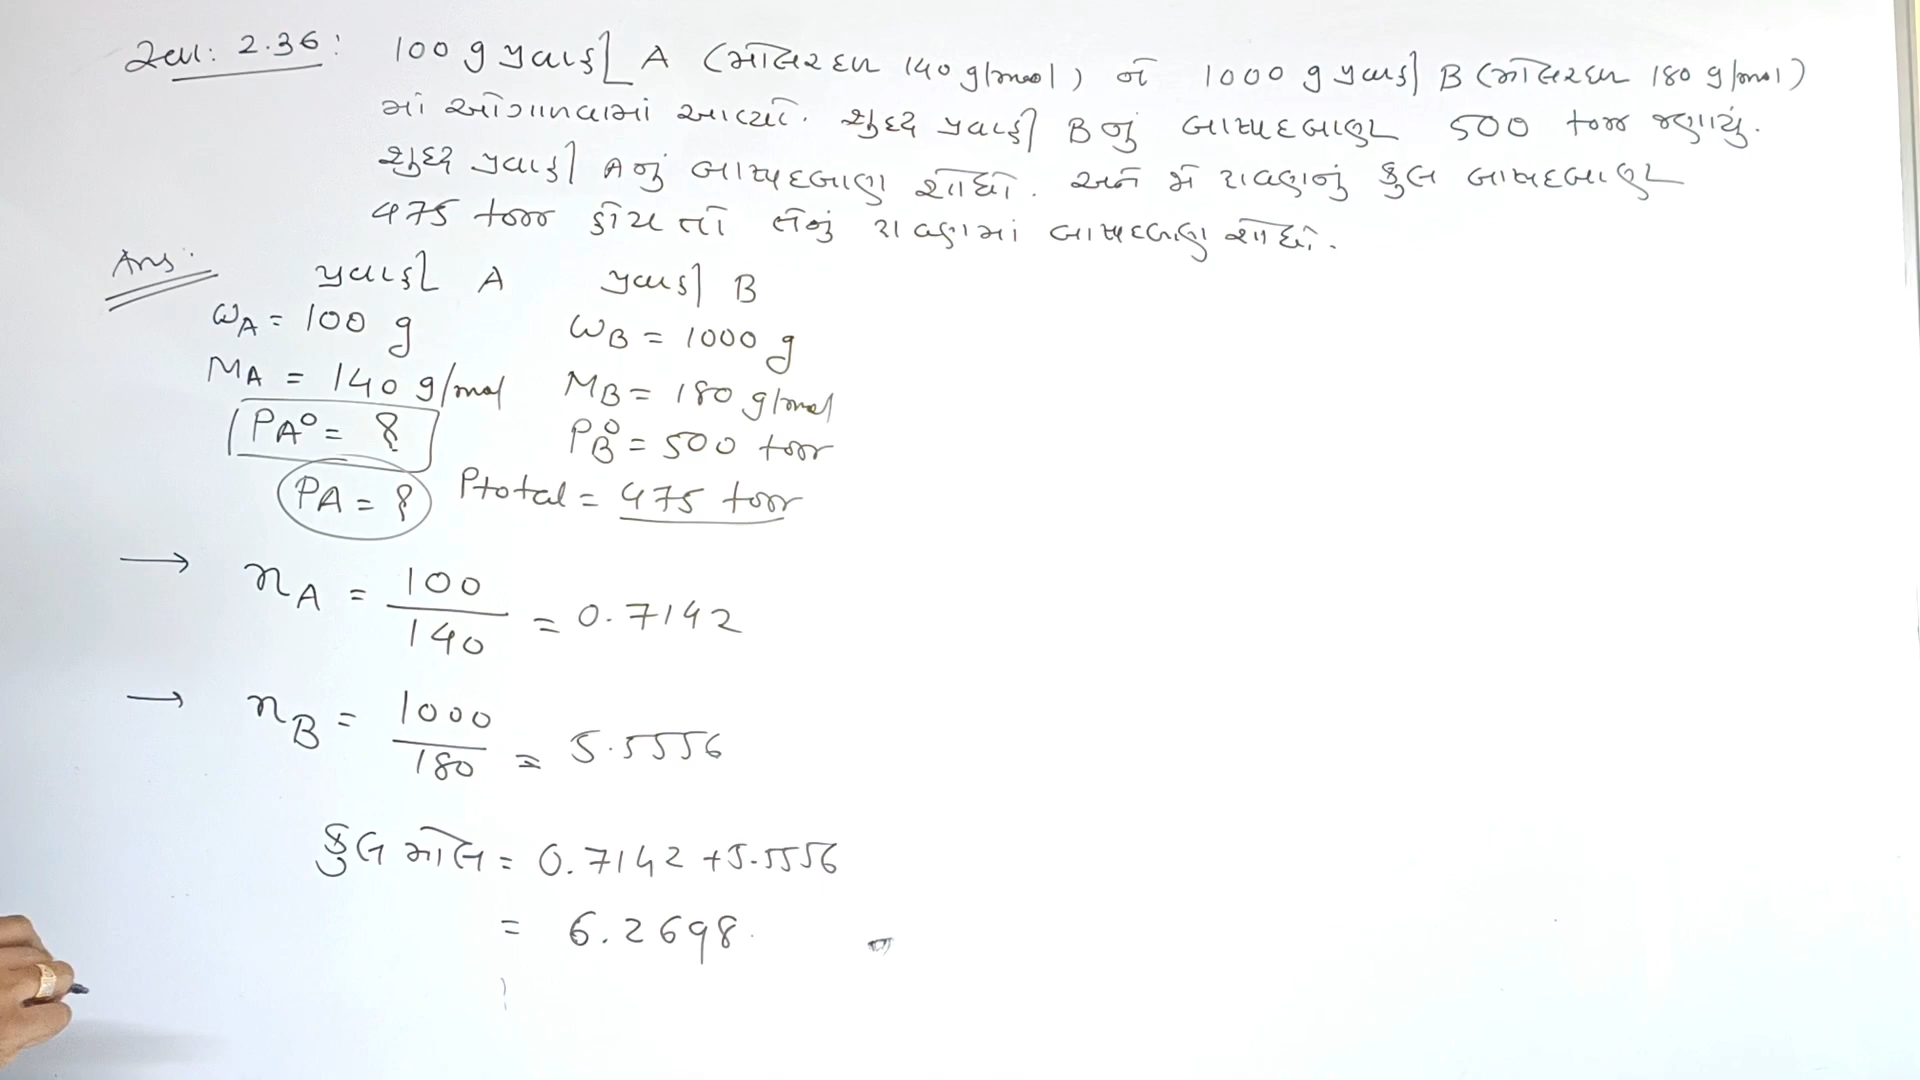 સ્વા: 2.36: 100 g પ્રવાહી A (મોલરદળ 140 g/mol) ને 1000 g પ્રવાહી B (મોલરદળ 180 g/mol)
માં ઓગાળવામાં આવ્યો. શુદ્ધ પ્રવાહી B નું બાષ્પદબાણ 500 torr જણાયું.
શુદ્ધ પ્રવાહી A નું બાષ્પદબાણ શોધો. અને જો દ્રાવણનું કુલ બાષ્પદબાણ
475 torr હોય તો તેનું દ્રાવણમાં બાષ્પદબાણ શોધો.
Ans:
પ્રવાહી A પ્રવાહી B
WA = 100 g WB = 1000 g
MA = 140 g/mol MB = 180 g/mol
PA° = ? PB° = 500 torr
PA = ? Ptotal = 475 torr
→ nA = 100/140 = 0.7142
→ nB = 1000/180 = 5.5556
કુલ મોલ = 0.7142 + 5.5556
= 6.2698